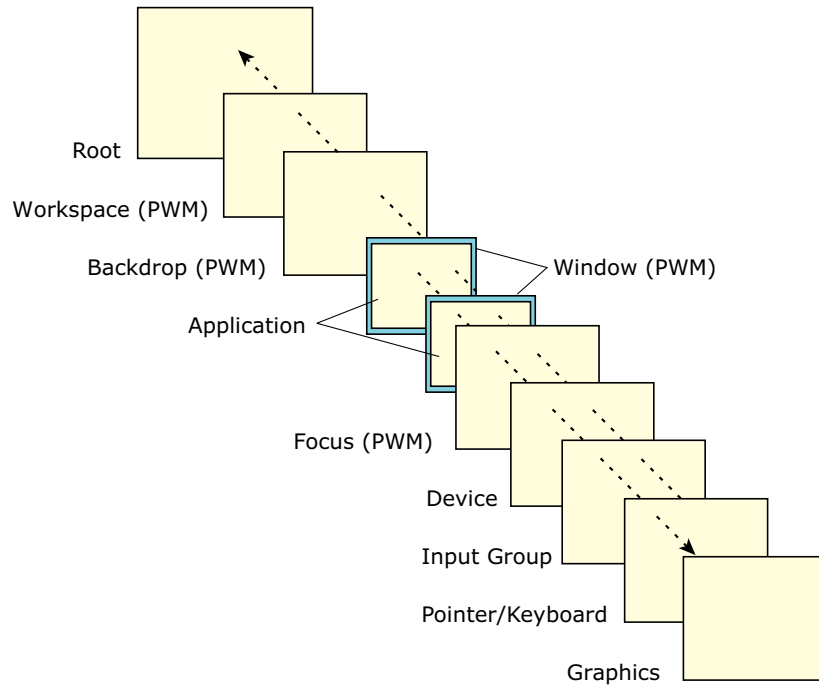 Root
Workspace (PWM)
Backdrop (PWM)
Window (PWM)
Application
Focus (PWM)
Device
Input Group
Pointer/Keyboard
Graphics